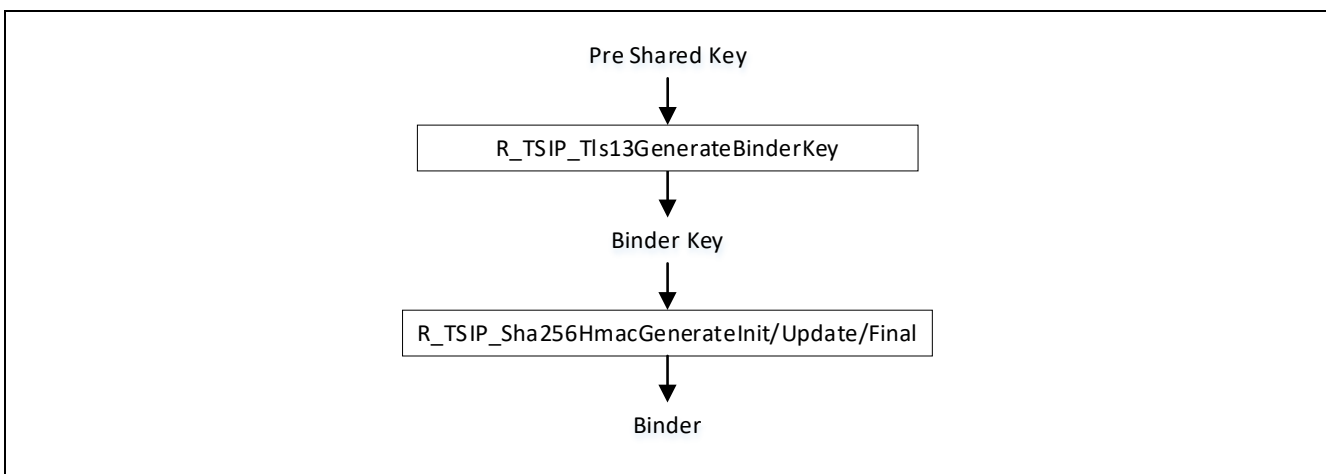 Pre Shared Key
R_TSIP_Tls13GenerateBinderKey
Binder Key
R_TSIP_Sha256HmacGenerateInit/Update/Final
Binder